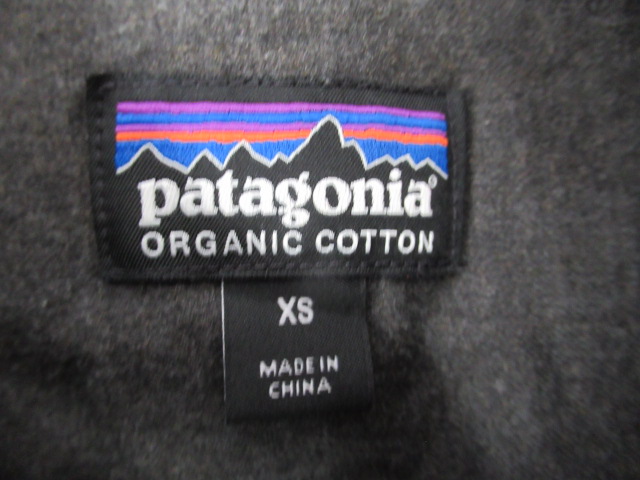 patagonia®
ORGANIC COTTON
XS
MADE IN
CHINA